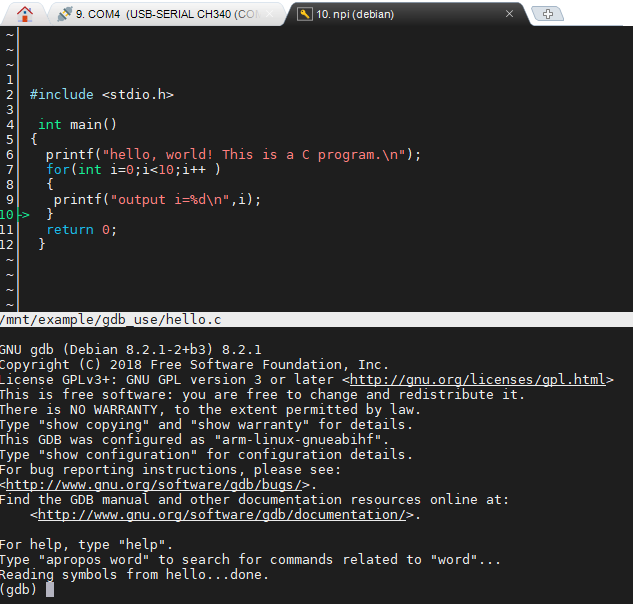 9. COM4 (USB-SERIAL CH340 (CO
10. npi (debian)
~
~
~
1
2 #include <stdio.h>
3
4 int main()
5 {
6 printf("hello, world! This is a C program.\n");
7 for(int i=0;i<10;i++ )
8 {
9 printf("output i=%d\n",i);
10-> }
11 return 0;
12 }
~
~
~
~
/mnt/example/gdb_use/hello.c
GNU gdb (Debian 8.2.1-2+b3) 8.2.1
Copyright (C) 2018 Free Software Foundation, Inc.
License GPLv3+: GNU GPL version 3 or later <http://gnu.org/licenses/gpl.html>
This is free software: you are free to change and redistribute it.
There is NO WARRANTY, to the extent permitted by law.
Type "show copying" and "show warranty" for details.
This GDB was configured as "arm-linux-gnueabihf".
Type "show configuration" for configuration details.
For bug reporting instructions, please see:
<http://www.gnu.org/software/gdb/bugs/>.
Find the GDB manual and other documentation resources online at:
<http://www.gnu.org/software/gdb/documentation/>.
For help, type "help".
Type "apropos word" to search for commands related to "word"...
Reading symbols from hello...done.
(gdb)